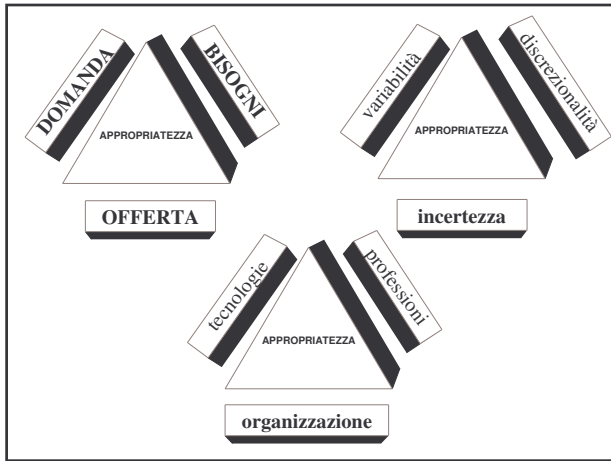 DOMANDA
BISOGNI
APPROPRIATEZZA
OFFERTA
variabilità
discrezionalità
APPROPRIATEZZA
incertezza
tecnologie
professioni
APPROPRIATEZZA
organizzazione